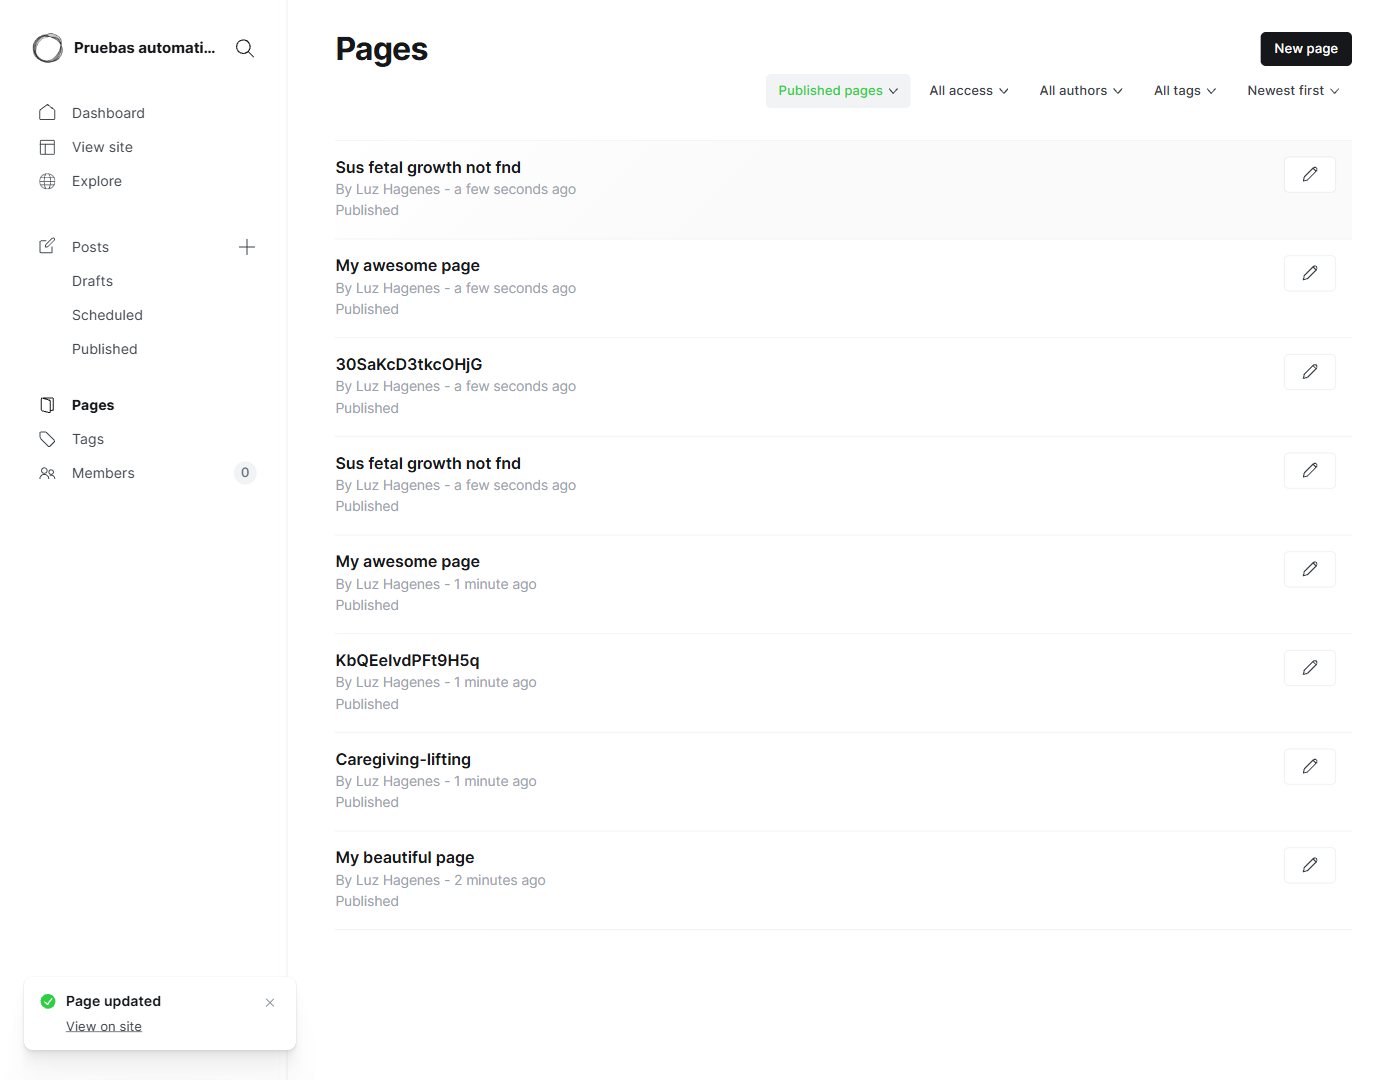 Pruebas automati...
Dashboard
View site
Explore
Posts
Drafts
Scheduled
Published
Pages
Tags
Members
0
Pages
New page
Published pages
All access
All authors
All tags
Newest first
Sus fetal growth not fnd
By Luz Hagenes - a few seconds ago
Published
My awesome page
By Luz Hagenes - a few seconds ago
Published
30SaKcD3tkcOHjG
By Luz Hagenes - a few seconds ago
Published
Sus fetal growth not fnd
By Luz Hagenes - a few seconds ago
Published
My awesome page
By Luz Hagenes - 1 minute ago
Published
KbQEelvdPFt9H5q
By Luz Hagenes - 1 minute ago
Published
Caregiving-lifting
By Luz Hagenes - 1 minute ago
Published
My beautiful page
By Luz Hagenes - 2 minutes ago
Published
Page updated
View on site